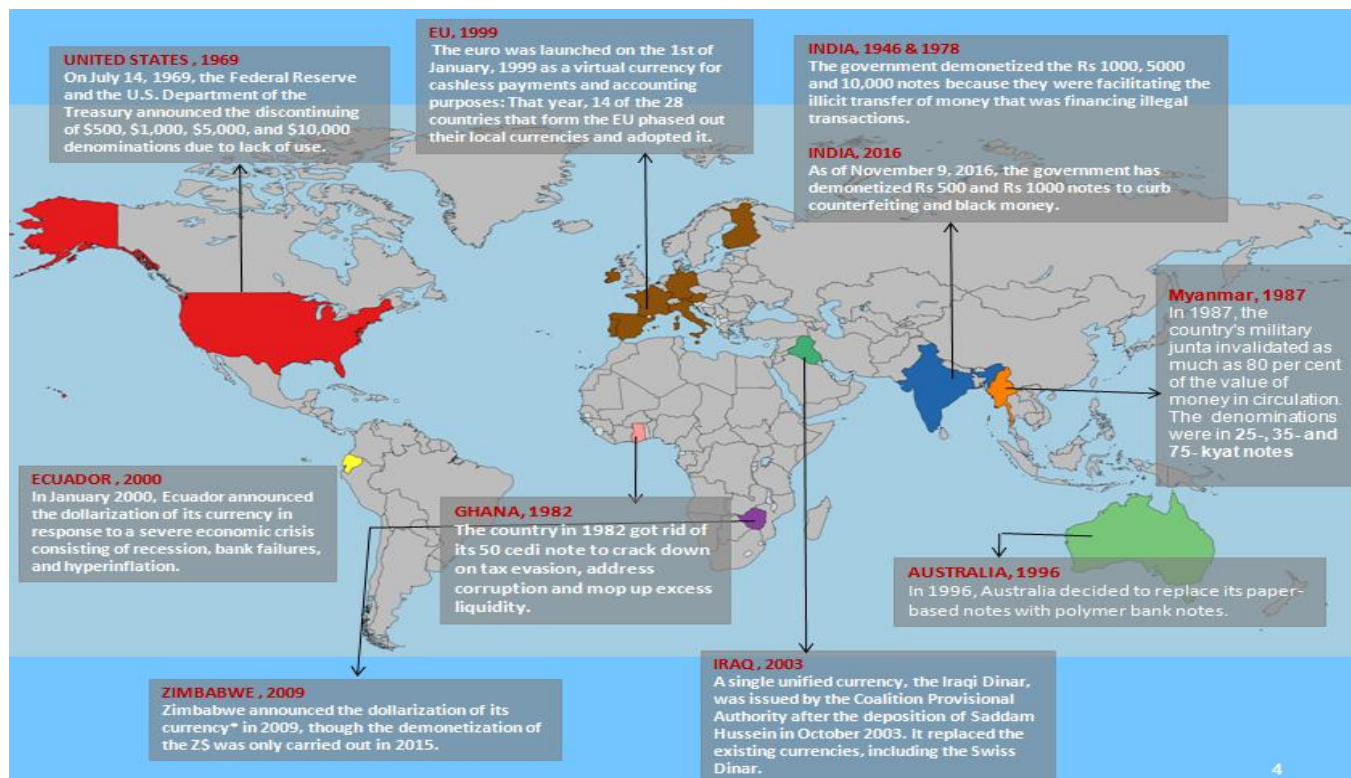 UNITED STATES , 1969
On July 14, 1969, the Federal Reserve
and the U.S. Department of the
Treasury announced the discontinuing
of $500, $1,000, $5,000, and $10,000
denominations due to lack of use.
EU, 1999
The euro was launched on the 1st of
January, 1999 as a virtual currency for
cashless payments and accounting
purposes: That year, 14 of the 28
countries that form the EU phased out
their local currencies and adopted it.
INDIA, 1946 & 1978
The government demonetized the Rs 1000, 5000
and 10,000 notes because they were facilitating the
illicit transfer of money that was financing illegal
transactions.
INDIA, 2016
As of November 9, 2016, the government has
demonetized Rs 500 and Rs 1000 notes to curb
counterfeiting and black money.
Myanmar, 1987
In 1987, the
country's military
junta invalidated as
much as 80 per cent
of the value of
money in circulation.
The denominations
were in 25-, 35- and
75- kyat notes
ECUADOR , 2000
In January 2000, Ecuador announced
the dollarization of its currency in
response to a severe economic crisis
consisting of recession, bank failures,
and hyperinflation.
GHANA, 1982
The country in 1982 got rid of
its 50 cedi note to crack down
on tax evasion, address
corruption and mop up excess
liquidity.
AUSTRALIA, 1996
In 1996, Australia decided to replace its paper-
based notes with polymer bank notes.
ZIMBABWE , 2009
Zimbabwe announced the dollarization of its
currency* in 2009, though the demonetization of
the Z$ was only carried out in 2015.
IRAQ, 2003
A single unified currency, the Iraqi Dinar,
was issued by the Coalition Provisional
Authority after the deposition of Saddam
Hussein in October 2003. It replaced the
existing currencies, including the Swiss
Dinar.
4